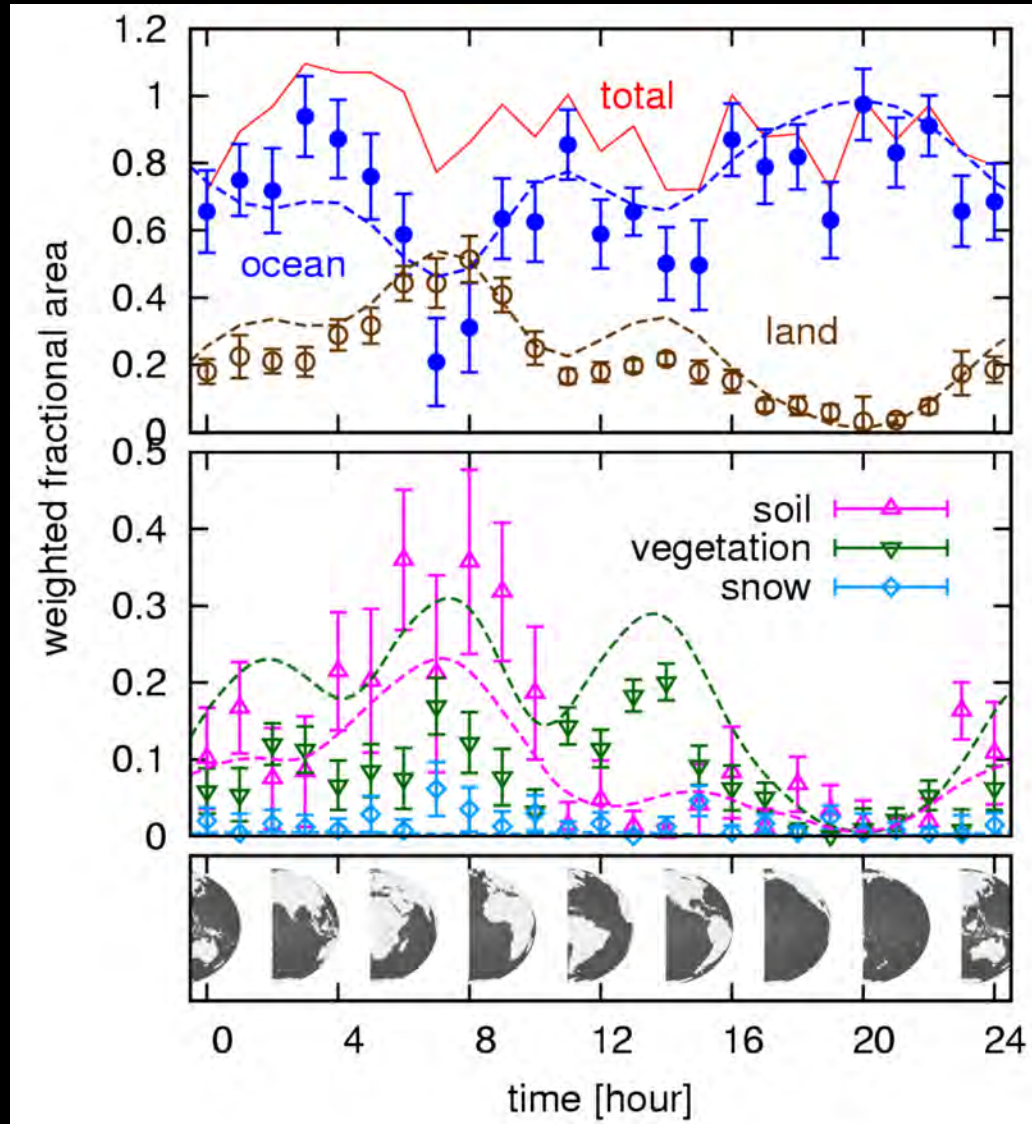 weighted fractional area
1.2
1
0.8
0.6
0.4
0.2
0
total
ocean
land
0.5
0.4
0.3
0.2
0.1
0
soil
vegetation
snow
0 4 8 12 16 20 24
time [hour]